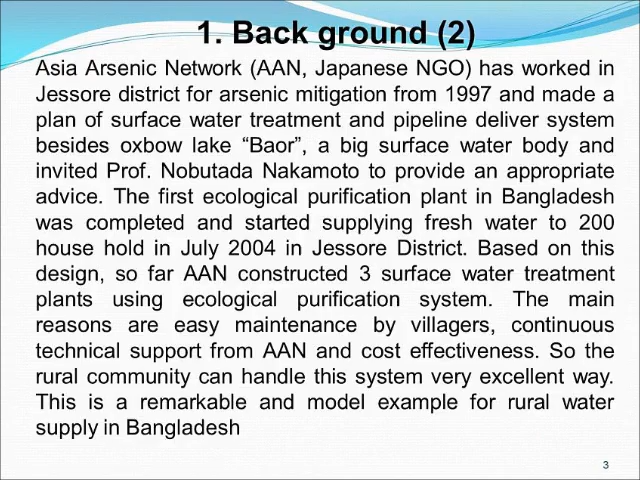 1. Back ground (2)
Asia Arsenic Network (AAN, Japanese NGO) has worked in
Jessore district for arsenic mitigation from 1997 and made a
plan of surface water treatment and pipeline deliver system
besides oxbow lake “Baor”, a big surface water body and
invited Prof. Nobutada Nakamoto to provide an appropriate
advice. The first ecological purification plant in Bangladesh
was completed and started supplying fresh water to 200
house hold in July 2004 in Jessore District. Based on this
design, so far AAN constructed 3 surface water treatment
plants using ecological purification system. The main
reasons are easy maintenance by villagers, continuous
technical support from AAN and cost effectiveness. So the
rural community can handle this system very excellent way.
This is a remarkable and model example for rural water
supply in Bangladesh
3